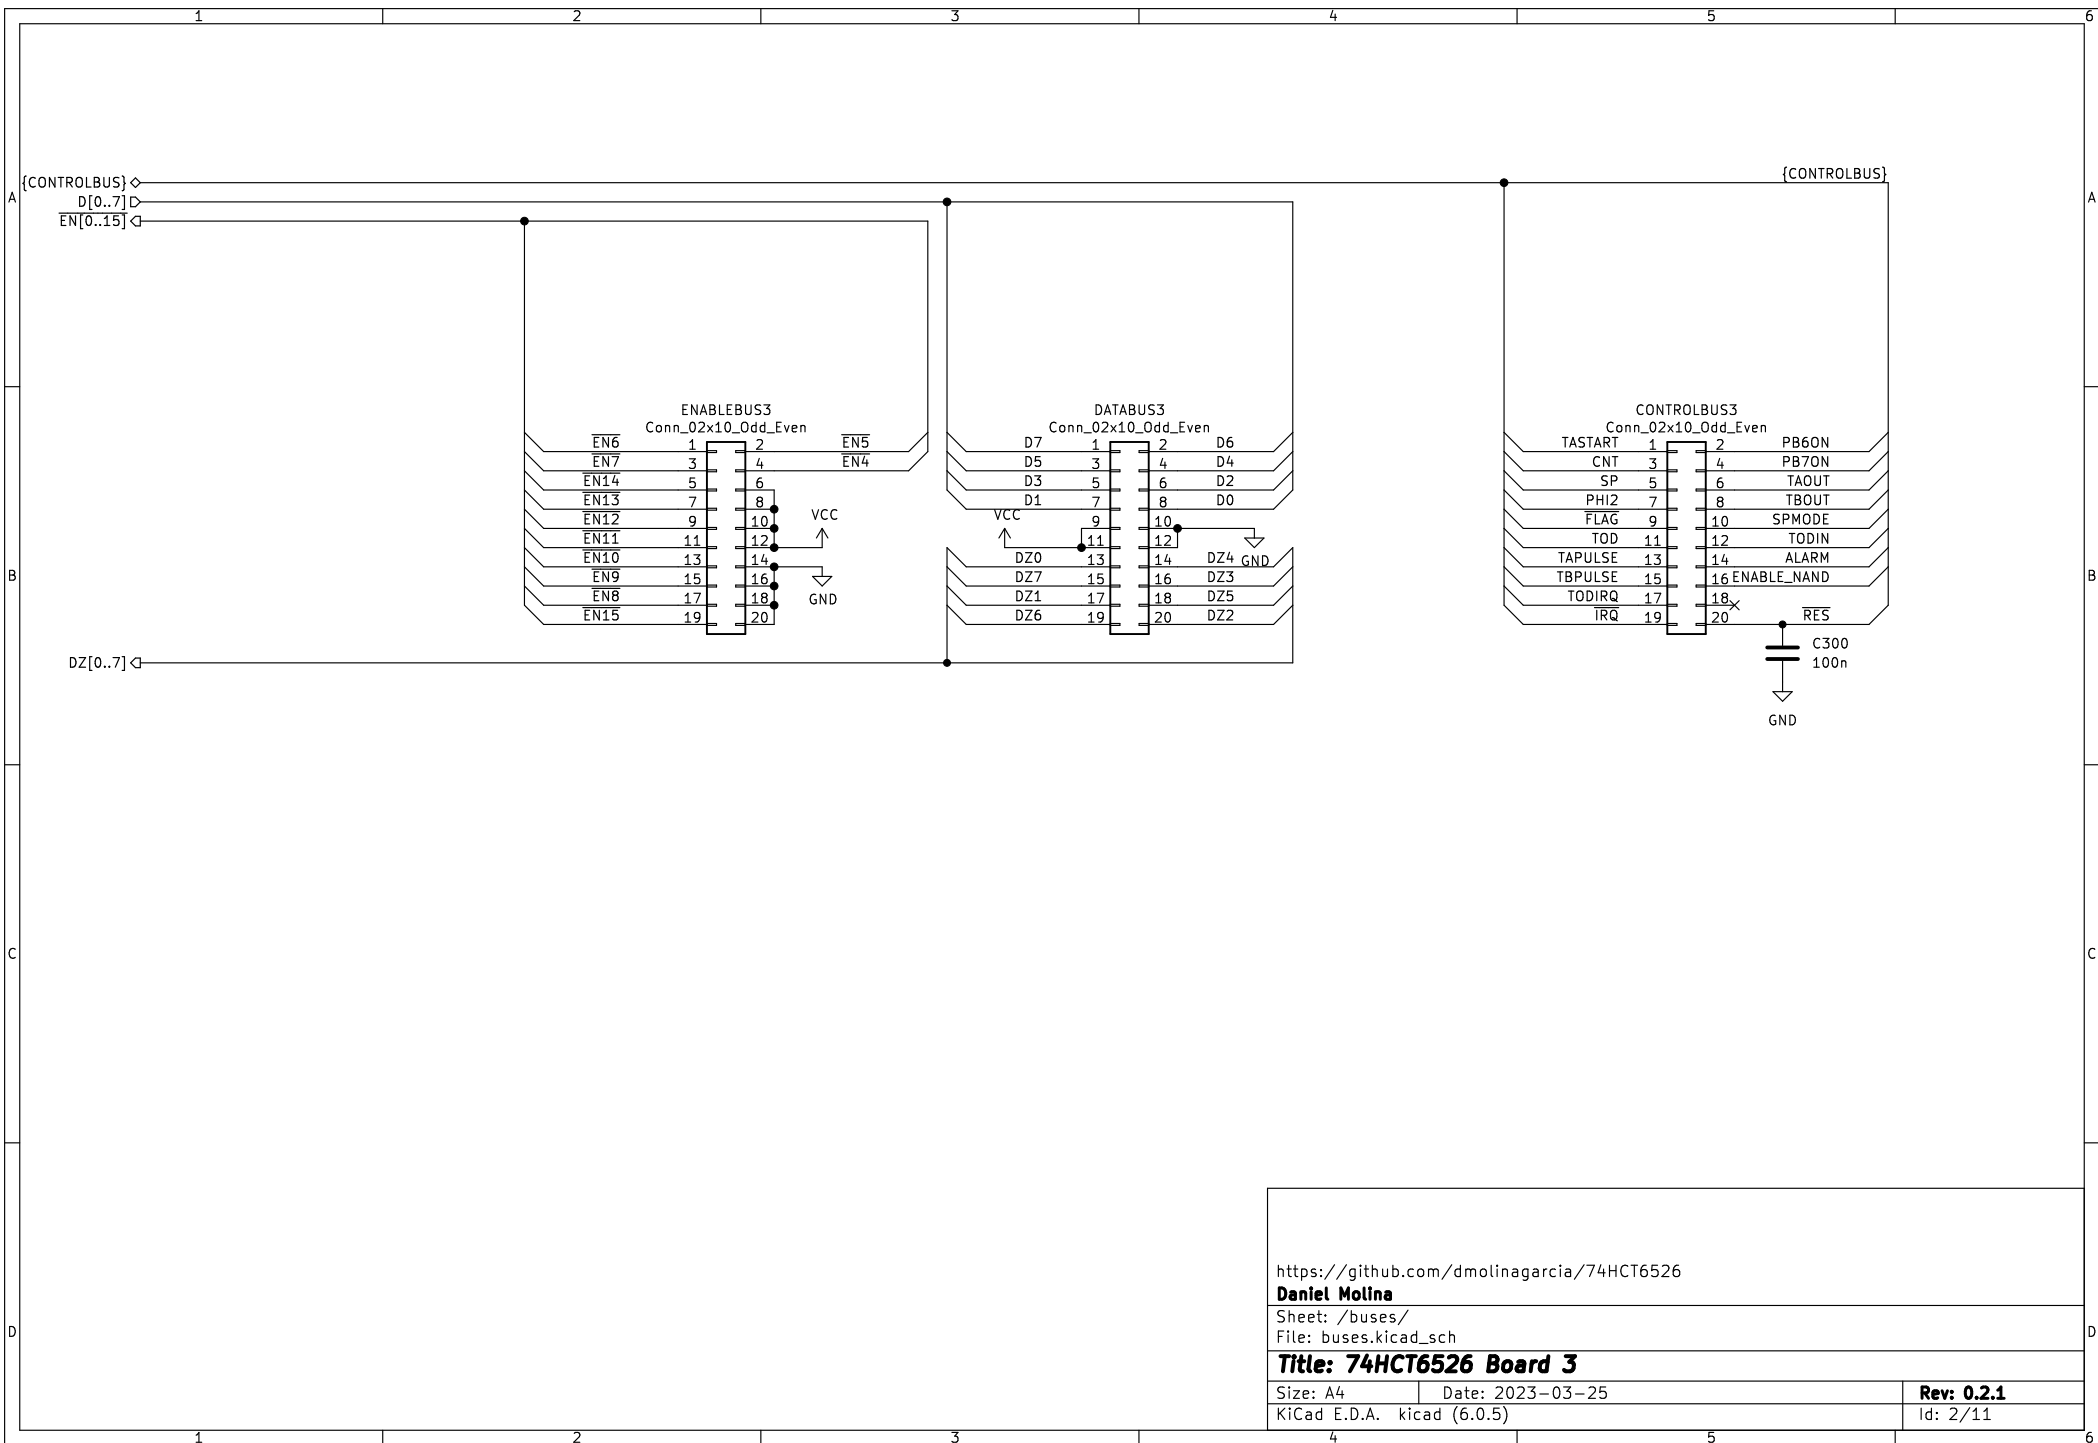 1 2 3 4 5 6
{CONTROLBUS} {CONTROLBUS}
A D[0..7] A
EN[0..15]
ENABLEBUS3 DATABUS3 CONTROLBUS3
Conn_02x10_Odd_Even Conn_02x10_Odd_Even Conn_02x10_Odd_Even
EN6 1 2 EN5 D7 1 2 D6 TASTART 1 2 PB6ON
EN7 3 4 EN4 D5 3 4 D4 CNT 3 4 PB7ON
EN14 5 6 D3 5 6 D2 SP 5 6 TAOUT
EN13 7 8 D1 7 8 D0 PHI2 7 8 TBOUT
EN12 9 10 VCC VCC 9 10 FLAG 9 10 SPMODE
EN11 11 12 11 12 TOD 11 12 TODIN
EN10 13 14 DZ0 13 14 DZ4 GND TAPULSE 13 14 ALARM
B EN9 15 16 DZ7 15 16 DZ3 TBPULSE 15 16 ENABLE_NAND B
EN8 17 18 GND DZ1 17 18 DZ5 TODIRQ 17 18
EN15 19 20 DZ6 19 20 DZ2 IRQ 19 20 RES
C300
DZ[0..7] 100n
GND
C C
https://github.com/dmolinagarcia/74HCT6526
Daniel Molina
Sheet: /buses/
D D
File: buses.kicad_sch
Title: 74HCT6526 Board 3
Size: A4 Date: 2023-03-25 Rev: 0.2.1
KiCad E.D.A. kicad (6.0.5) Id: 2/11
1 2 3 4 5 6